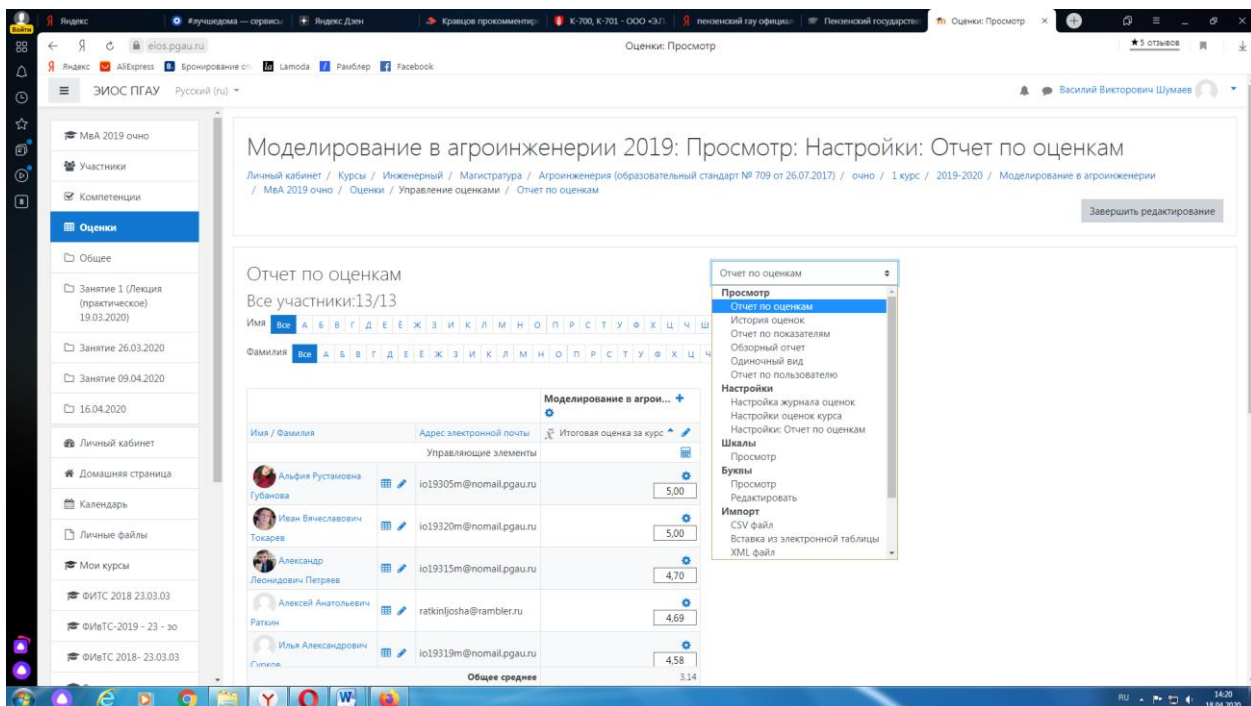 Яндекс
#лучшедома — сервисы
Яндекс Дзен
Кравцов прокомментир
К-700, К-701 - ООО «Э.Л.
пензенский гау официал
Пензенский государстве
Оценки: Просмотр
Войти
eios.pgau.ru
Оценки: Просмотр
★ 5 отзывов
Яндекс
AliExpress
Бронирование от
Lamoda
Рамблер
Facebook
ЭИОС ПГАУ
Русский (ru)
Василий Викторович Шумаев
МвА 2019 очно
Участники
Компетенции
Оценки
Общее
Занятие 1 (Лекция
(практическое)
19.03.2020)
Занятие 26.03.2020
Занятие 09.04.2020
16.04.2020
Личный кабинет
Домашняя страница
Календарь
Личные файлы
Мои курсы
ФИТС 2018 23.03.03
ФИвТС-2019 - 23 - зо
ФИвТС 2018- 23.03.03
Моделирование в агроинженерии 2019: Просмотр: Настройки: Отчет по оценкам
Личный кабинет / Курсы / Инженерный / Магистратура / Агроинженерия (образовательный стандарт № 709 от 26.07.2017) / очно / 1 курс / 2019-2020 / Моделирование в агроинженерии
/ МвА 2019 очно / Оценки / Управление оценками / Отчет по оценкам
Завершить редактирование
Отчет по оценкам
Все участники:13/13
Имя Все А Б В Г Д Е Ё Ж З И К Л М Н О П Р С Т У Ф Х Ц Ч Ш
Фамилия Все А Б В Г Д Е Ё Ж З И К Л М Н О П Р С Т У Ф Х Ц Ч
Моделирование в агрои...
Имя / Фамилия
Адрес электронной почты
x̄ Итоговая оценка за курс
Управляющие элементы
Альфия Рустамовна
Губанова
io19305m@nomail.pgau.ru
5,00
Иван Вячеславович
Токарев
io19320m@nomail.pgau.ru
5,00
Александр
Леонидович Петряев
io19315m@nomail.pgau.ru
4,70
Алексей Анатольевич
Раткин
ratkinljosha@rambler.ru
4,69
Илья Александрович
Сурков
io19319m@nomail.pgau.ru
4,58
Общее среднее
3,14
Отчет по оценкам
Просмотр
Отчет по оценкам
История оценок
Отчет по показателям
Обзорный отчет
Одиночный вид
Отчет по пользователю
Настройки
Настройка журнала оценок
Настройки оценок курса
Настройки: Отчет по оценкам
Шкалы
Просмотр
Буквы
Просмотр
Редактировать
Импорт
CSV файл
Вставка из электронной таблицы
XML файл
RU
14:20
18.04.2020